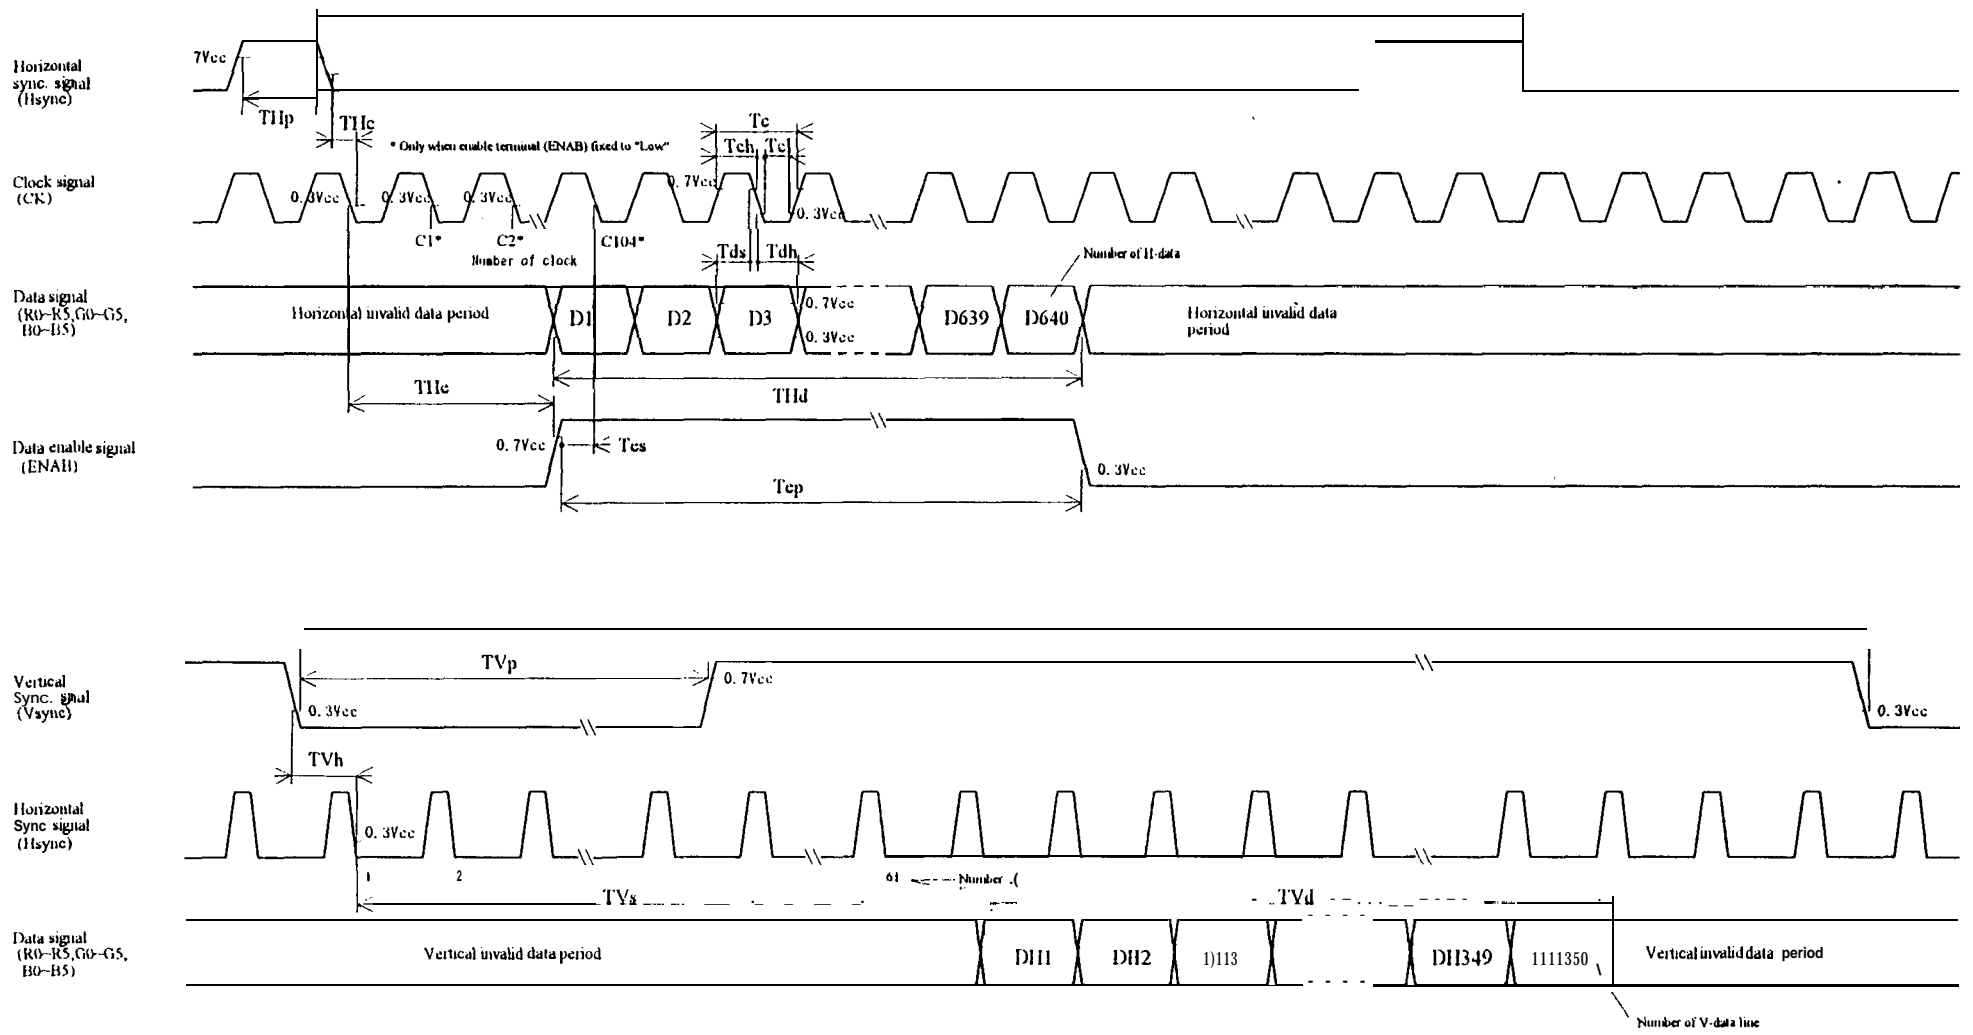 7Vcc
Horizontal
sync. signal
(Hsync)
THp
THc
* Only when enable terminal (ENAB) fixed to "Low"
Tc
Tch
Tcl
Clock signal
(CK)
0.3Vcc
0.3Vcc
0.3Vcc
0.7Vcc
0.3Vcc
C1*
C2*
C104*
Number of clock
Tds
Tdh
Number of H-data
Data signal
(R0~R5,G0~G5,
B0~B5)
Horizontal invalid data period
D1
D2
D3
0.7Vcc
0.3Vcc
D639
D640
Horizontal invalid data
period
THe
THd
Data enable signal
(ENAB)
0.7Vcc
Tes
0.3Vcc
Tep
Vertical
Sync.
(Vsync)
TVp
0.7Vcc
0.3Vcc
0.3Vcc
TVh
Horizontal
Sync signal
(Hsync)
0.3Vcc
1
2
61
Number
TVs
TVd
Data signal
(R0~R5,G0~G5,
B0~B5)
Vertical invalid data period
DH1
DH2
1)113
DH349
1111350
Vertical invalid data period
Number of V-data line